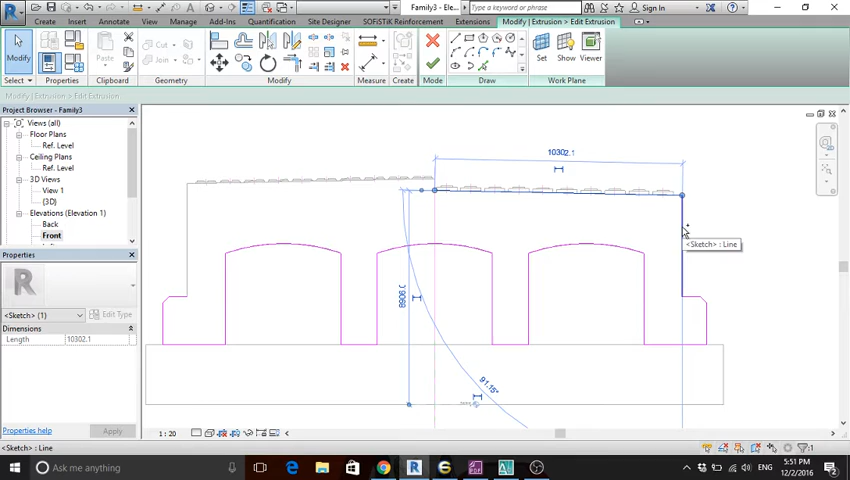 Family3 - Ele...
Type a keyword or phrase
Sign In
Create
Insert
Annotate
View
Manage
Add-Ins
Quantification
Site Designer
SOFiSTiK Reinforcement
Extensions
Modify | Extrusion > Edit Extrusion
Modify
Paste
Cut
Join
Set
Show
Viewer
Select
Properties
Clipboard
Geometry
Modify
Measure
Create
Mode
Draw
Work Plane
Modify | Extrusion > Edit Extrusion
Project Browser - Family3
Views (all)
Floor Plans
Ref. Level
Ceiling Plans
Ref. Level
3D Views
View 1
{3D}
Elevations (Elevation 1)
Back
Front
Properties
<Sketch> (1)
Edit Type
Dimensions
Length
10302.1
Properties help
Apply
10302.1
91.15°
<Sketch> : Line
1 : 20
<Sketch> : Line
:1
Ask me anything
ENG
5:51 PM
12/2/2016